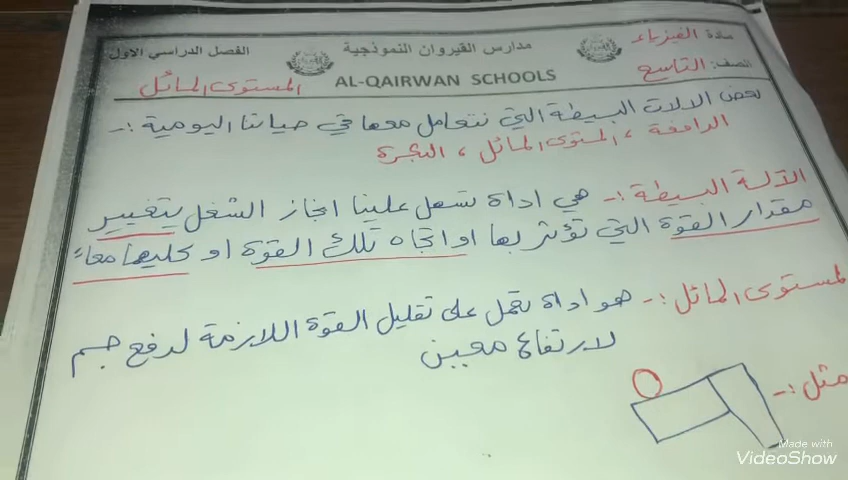 مادة الفيزياء
مدارس القيروان النموذجية
الفصل الدراسي الاول
الصف: التاسع
AL-QAIRWAN SCHOOLS
المستوى المائل
بعض الالات البسيطة التي نتعامل معها في حياتنا اليومية :-
الرافعة ، المستوى المائل ، البكرة
الآلة البسيطة :- هي اداة تسهل علينا انجاز الشغل بتغيير
مقدار القوة التي تؤثر بها او اتجاه تلك القوة او كليهما معاً
لمستوى المائل :- هو اداة تعمل على تقليل القوة اللازمة لدفع جسم
لارتفاع معين
مثل :-
Made with
VideoShow